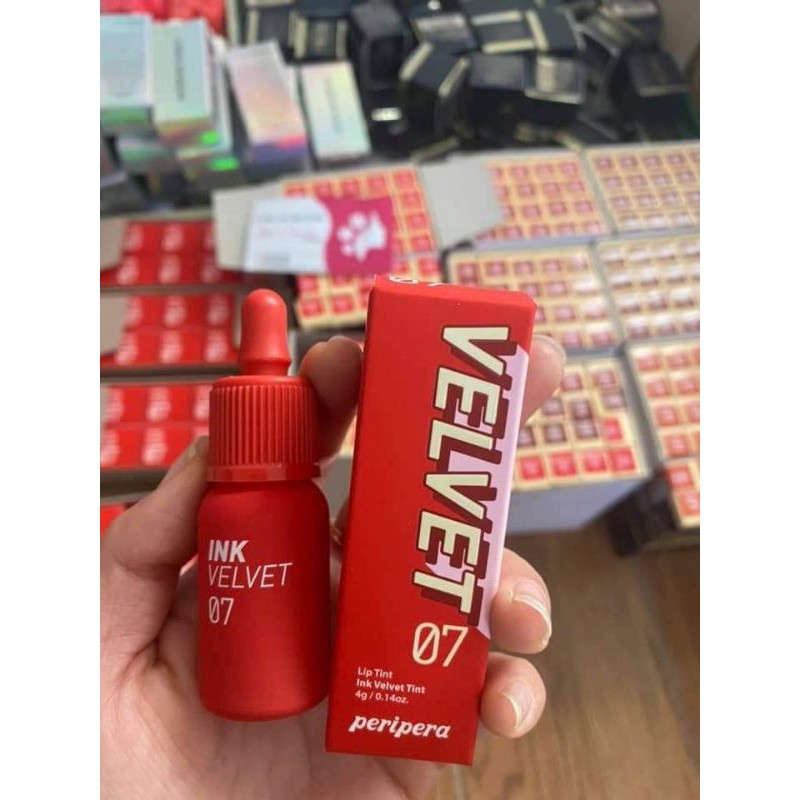 INK
VELVET
07
VELVET
07
Lip Tint
Ink Velvet Tint
4g / 0.14oz.
peripera